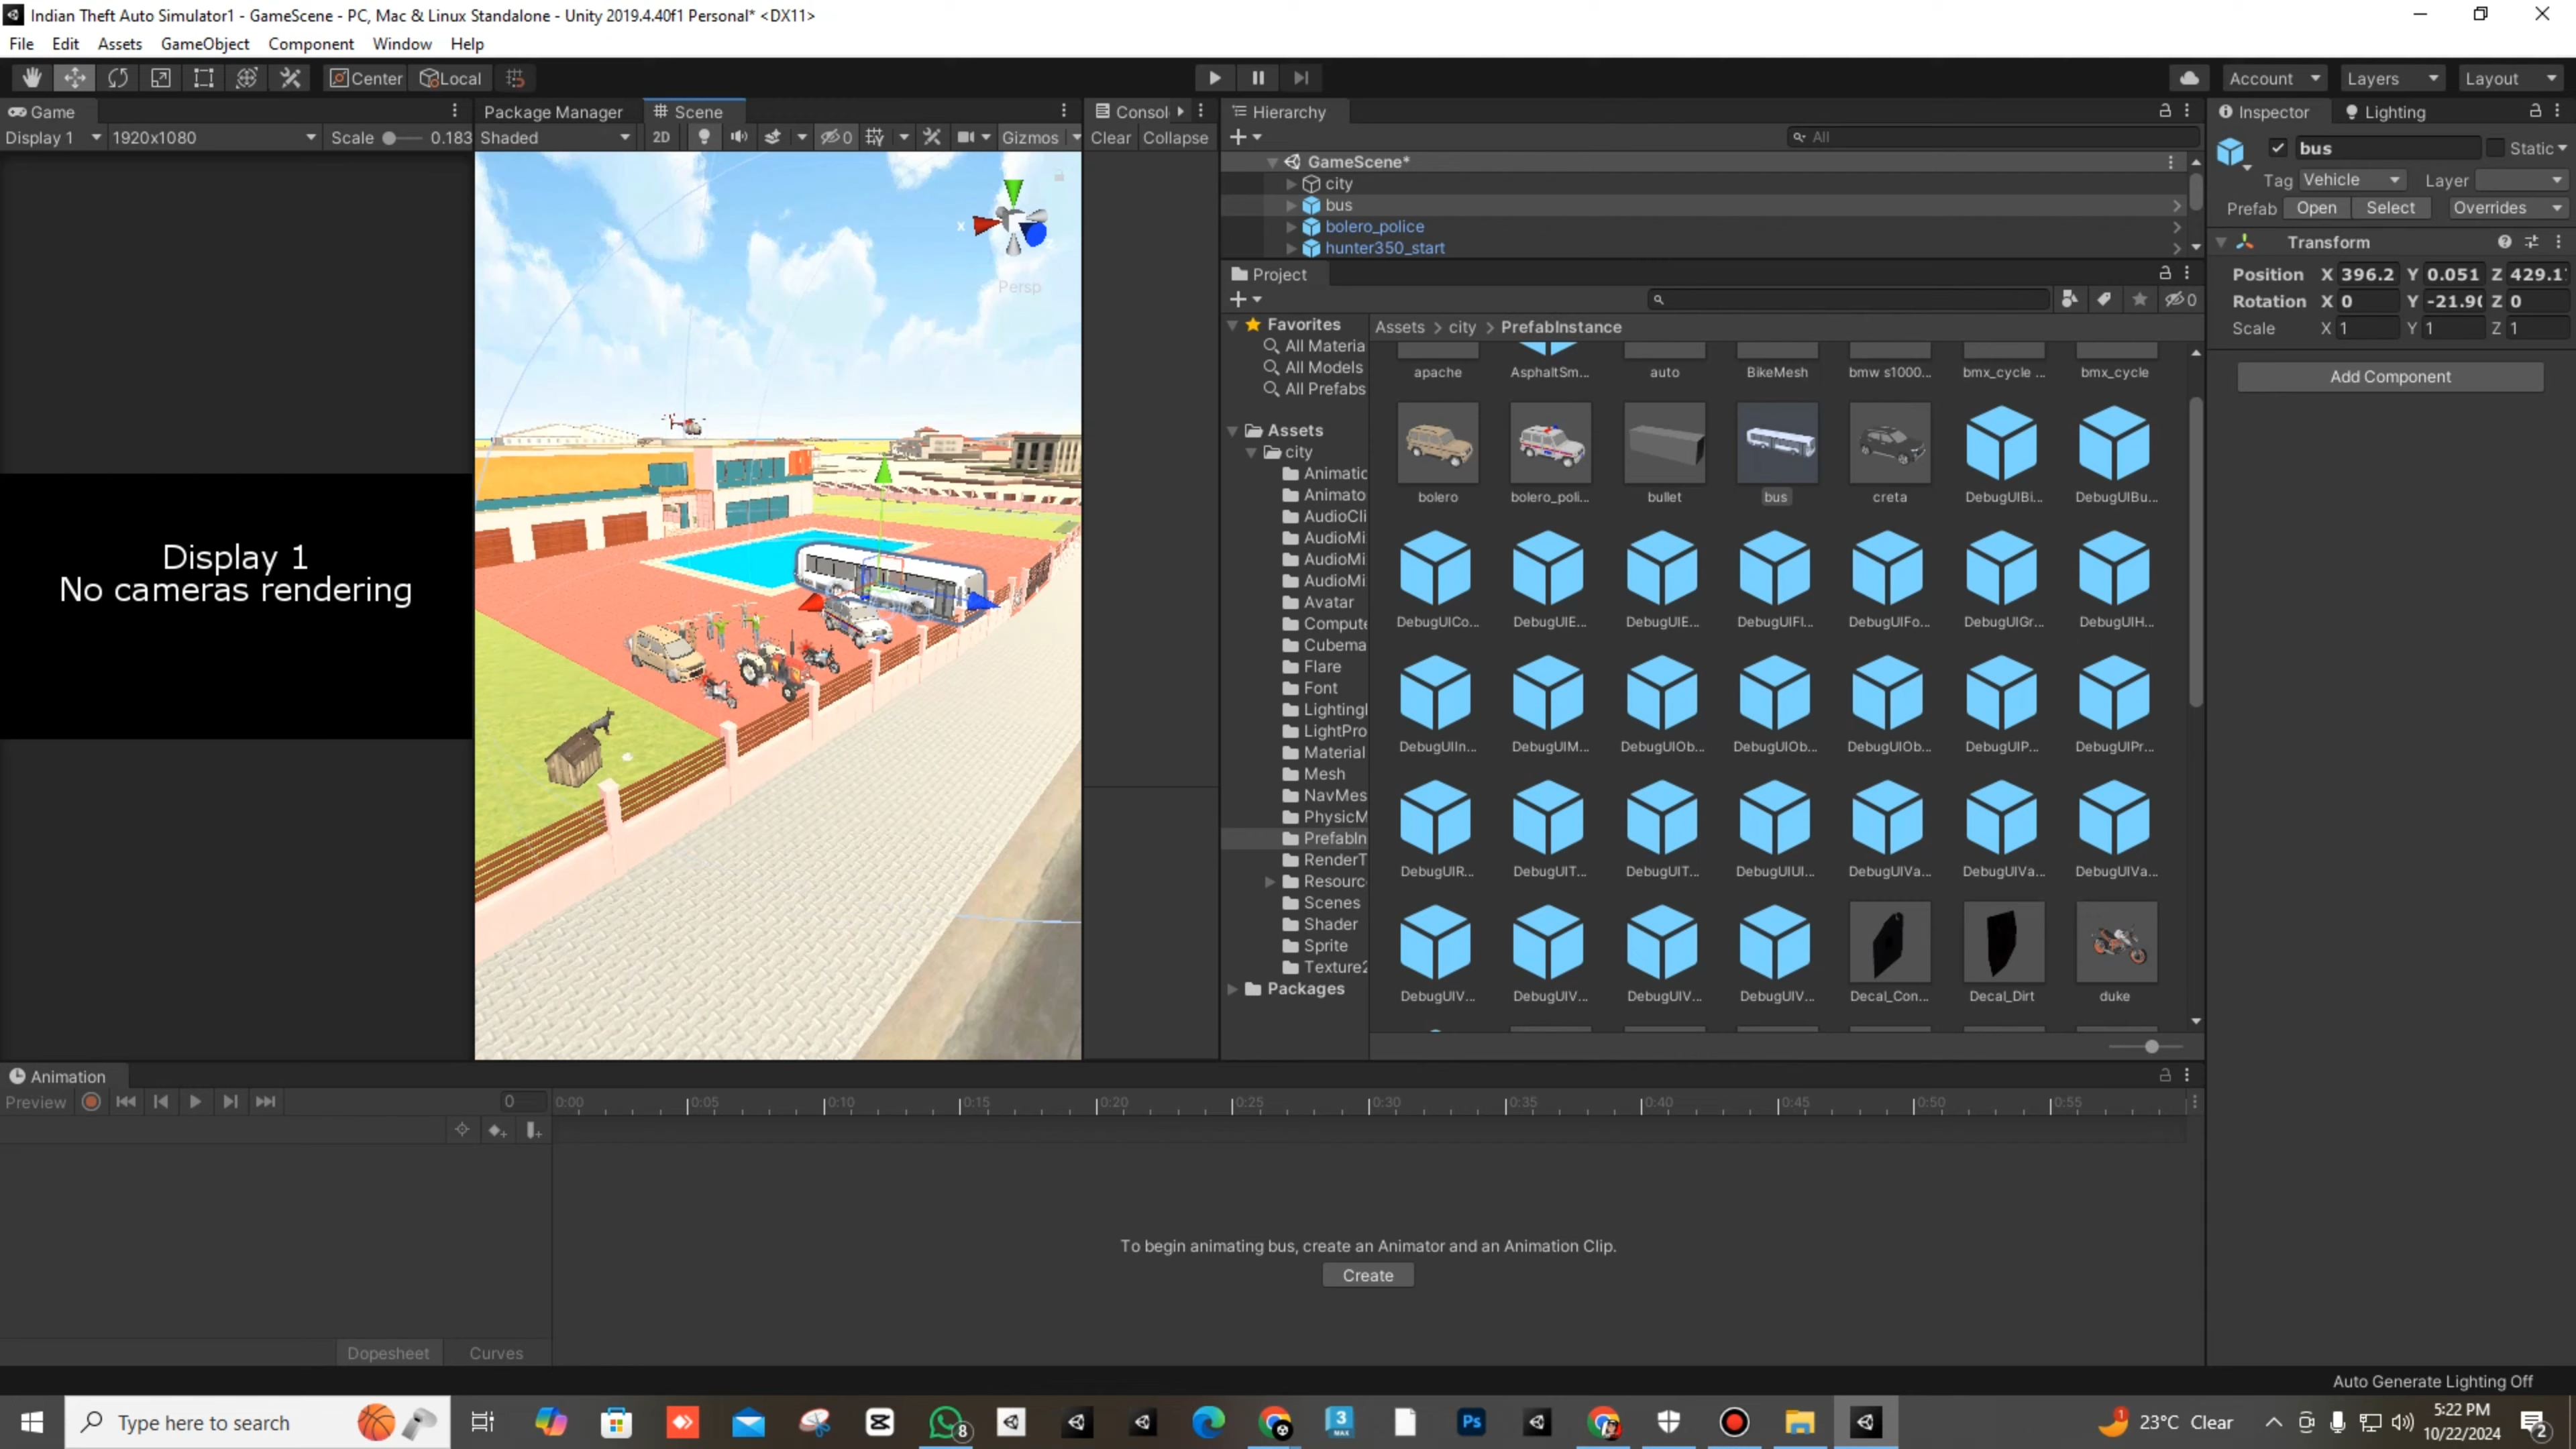 Indian Theft Auto Simulator1 - GameScene - PC, Mac & Linux Standalone - Unity 2019.4.40f1 Personal* <DX11>
File Edit Assets GameObject Component Window Help
Center Local Account Layers Layout
Game
Display 1 1920x1080 Scale 0.183
Display 1
No cameras rendering
Package Manager Scene
Shaded 2D 0 Gizmos
x
Persp
Consol
Clear Collapse
Hierarchy
All
GameScene*
city
bus
bolero_police
hunter350_start
Project
0
Favorites
All Materia
All Models
All Prefabs
Assets
city
Animatic
Animato
AudioCli
AudioMi
AudioMi
AudioMi
Avatar
Compute
Cubema
Flare
Font
Lightingl
LightPro
Material
Mesh
NavMes
PhysicM
PrefabIn
RenderT
Resourc
Scenes
Shader
Sprite
Texture2
Packages
Assets > city > PrefabInstance
apache AsphaltSm... auto BikeMesh bmw s1000... bmx_cycle ... bmx_cycle
bolero bolero_poli... bullet bus creta DebugUIBi... DebugUIBu...
DebugUICo... DebugUIE... DebugUIE... DebugUIFl... DebugUIFo... DebugUIGr... DebugUIH...
DebugUIIn... DebugUIM... DebugUIOb... DebugUIOb... DebugUIOb... DebugUIP... DebugUIPr...
DebugUIR... DebugUIT... DebugUIT... DebugUIUI... DebugUIVa... DebugUIVa... DebugUIVa...
DebugUIV... DebugUIV... DebugUIV... DebugUIV... Decal_Con... Decal_Dirt duke
Inspector Lighting
bus Static
Tag Vehicle Layer
Prefab Open Select Overrides
Transform
Position X 396.2 Y 0.051 Z 429.1
Rotation X 0 Y -21.9 Z 0
Scale X 1 Y 1 Z 1
Add Component
Animation
Preview 0 0:00 0:05 0:10 0:15 0:20 0:25 0:30 0:35 0:40 0:45 0:50 0:55
To begin animating bus, create an Animator and an Animation Clip.
Create
Dopesheet Curves
Auto Generate Lighting Off
Type here to search
8
3
MAX
Ps
1
23°C Clear
5:22 PM
10/22/2024
2